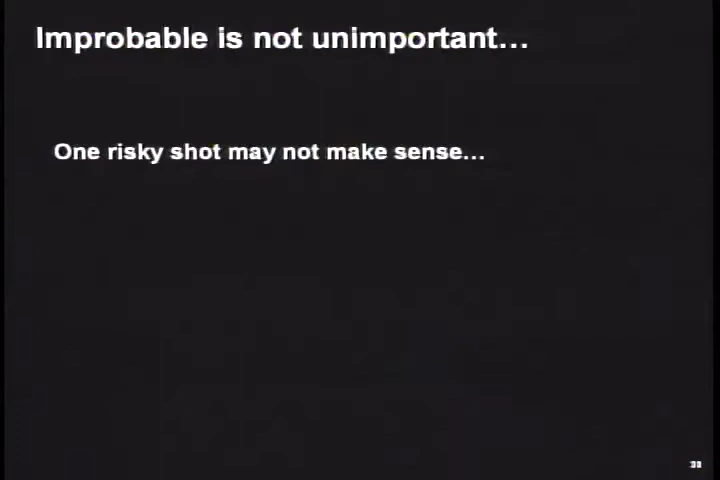 Improbable is not unimportant…
One risky shot may not make sense…